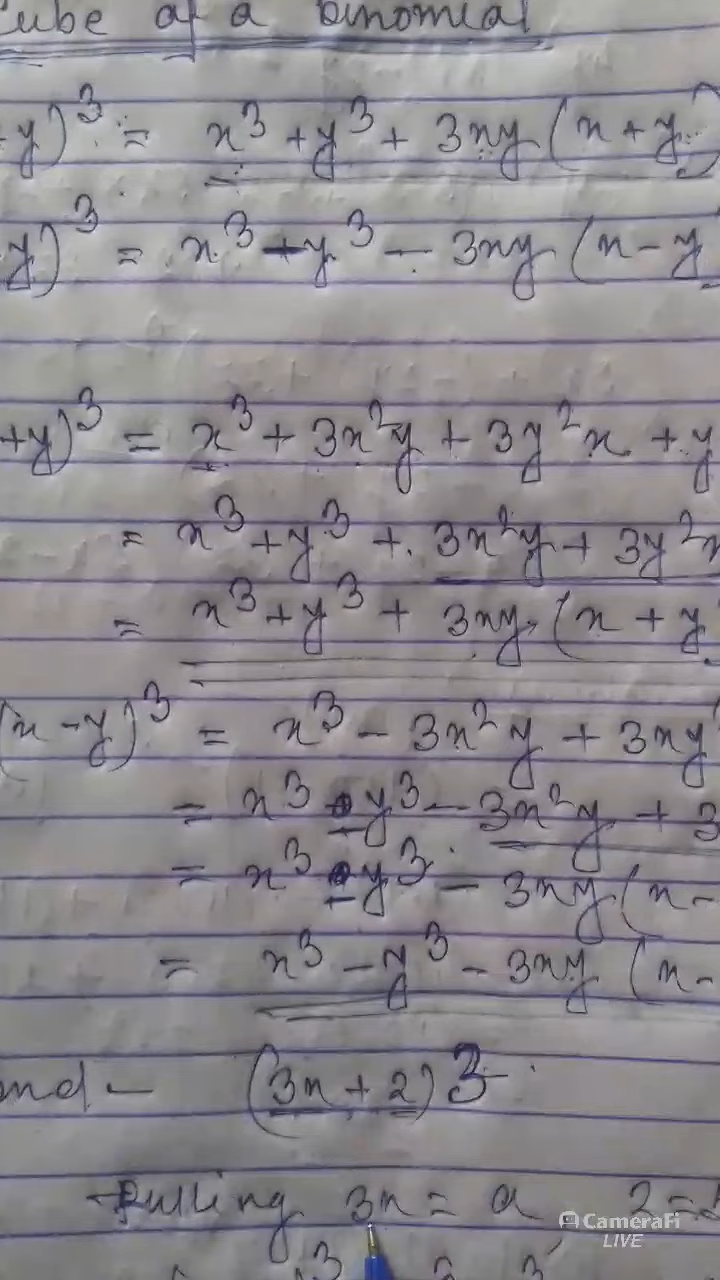 Cube of a binomial
+y)³ = x³ + y³ + 3xy (x + y)
y)³ = x³ - y³ - 3xy (x - y
+y)³ = x³ + 3x²y + 3y²x + y
= x³ + y³ + 3x²y + 3y²x
= x³ + y³ + 3xy (x + y
(x - y)³ = x³ - 3x²y + 3xy
= x³ - y³ - 3x²y + 3
= x³ - y³ - 3xy (x -
= x³ - y³ - 3xy (x -
nd - (3x + 2)3
Putting 3x = a, 2 =
CameraFi
LIVE